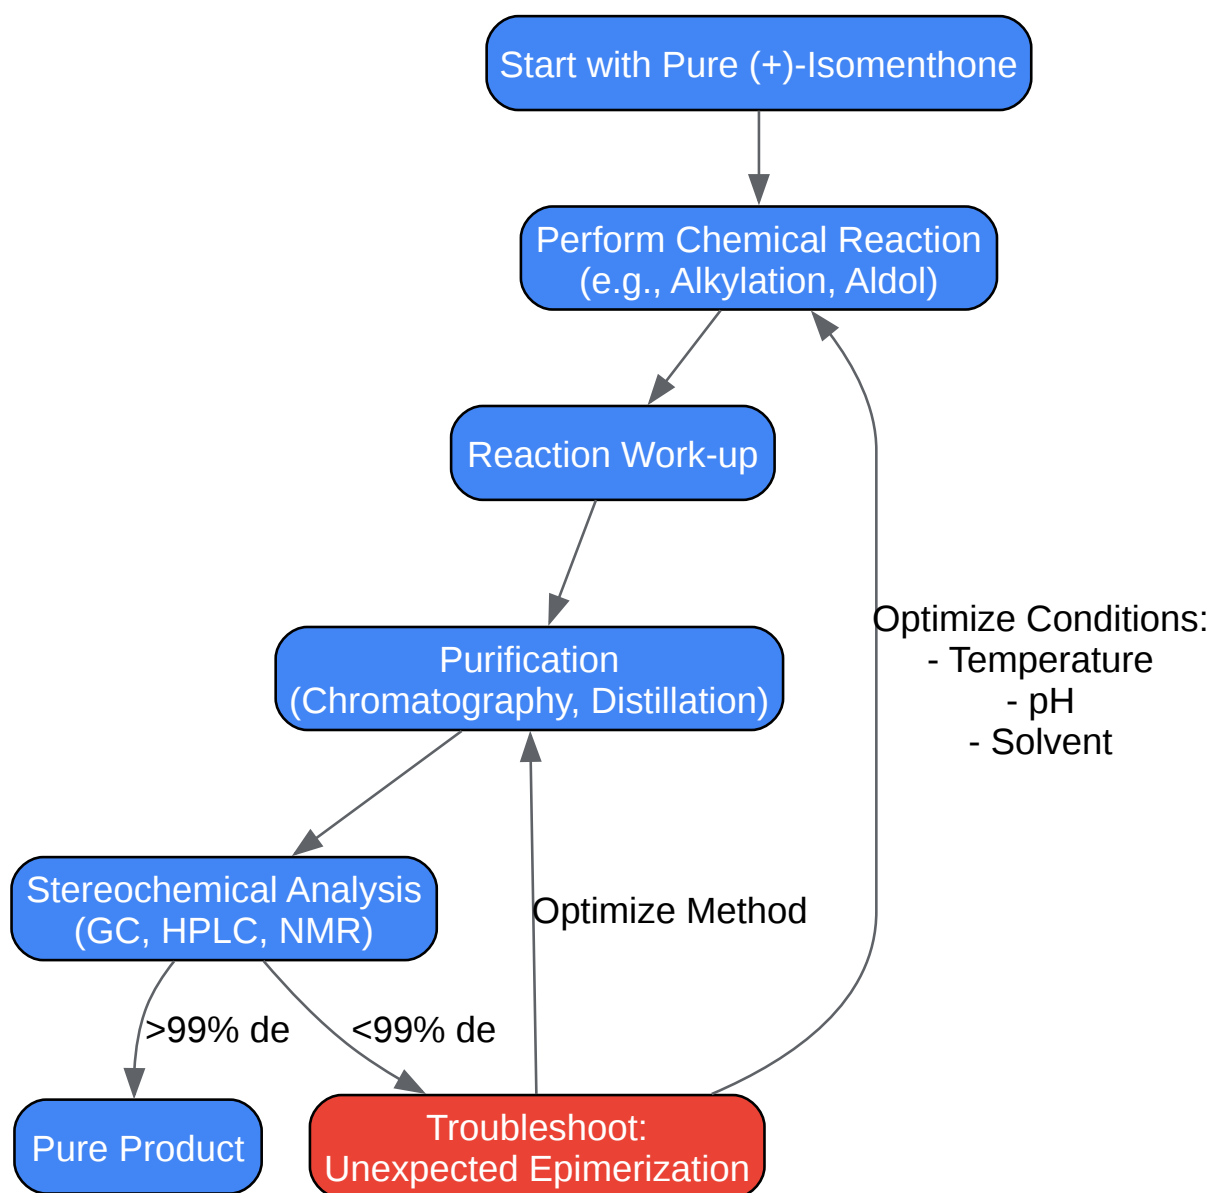 Start with Pure (+)-Isomenthone
Perform Chemical Reaction
(e.g., Alkylation, Aldol)
Reaction Work-up
Optimize Conditions:
- Temperature
- pH
- Solvent
Purification
(Chromatography, Distillation)
Stereochemical Analysis
(GC, HPLC, NMR)
Optimize Method
>99% de
<99% de
Pure Product
Troubleshoot:
Unexpected Epimerization